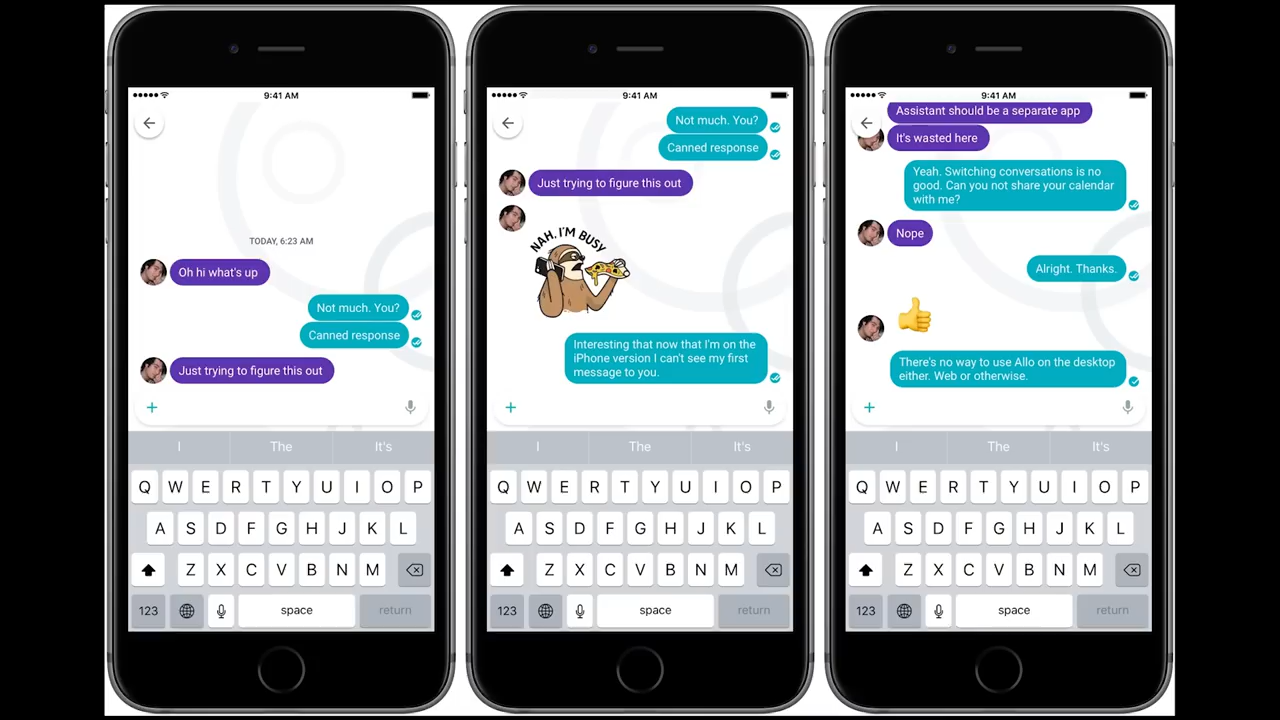 9:41 AM
TODAY, 6:23 AM
Oh hi what's up
Not much. You?
Canned response
Just trying to figure this out
I The It's
Q W E R T Y U I O P
A S D F G H J K L
Z X C V B N M
123 space return
9:41 AM
Not much. You?
Canned response
Just trying to figure this out
NAH, I'M BUSY
Interesting that now that I'm on the
iPhone version I can't see my first
message to you.
I The It's
Q W E R T Y U I O P
A S D F G H J K L
Z X C V B N M
123 space return
9:41 AM
Assistant should be a separate app
It's wasted here
Yeah. Switching conversations is no
good. Can you not share your calendar
with me?
Nope
Alright. Thanks.
There's no way to use Allo on the desktop
either. Web or otherwise.
I The It's
Q W E R T Y U I O P
A S D F G H J K L
Z X C V B N M
123 space return